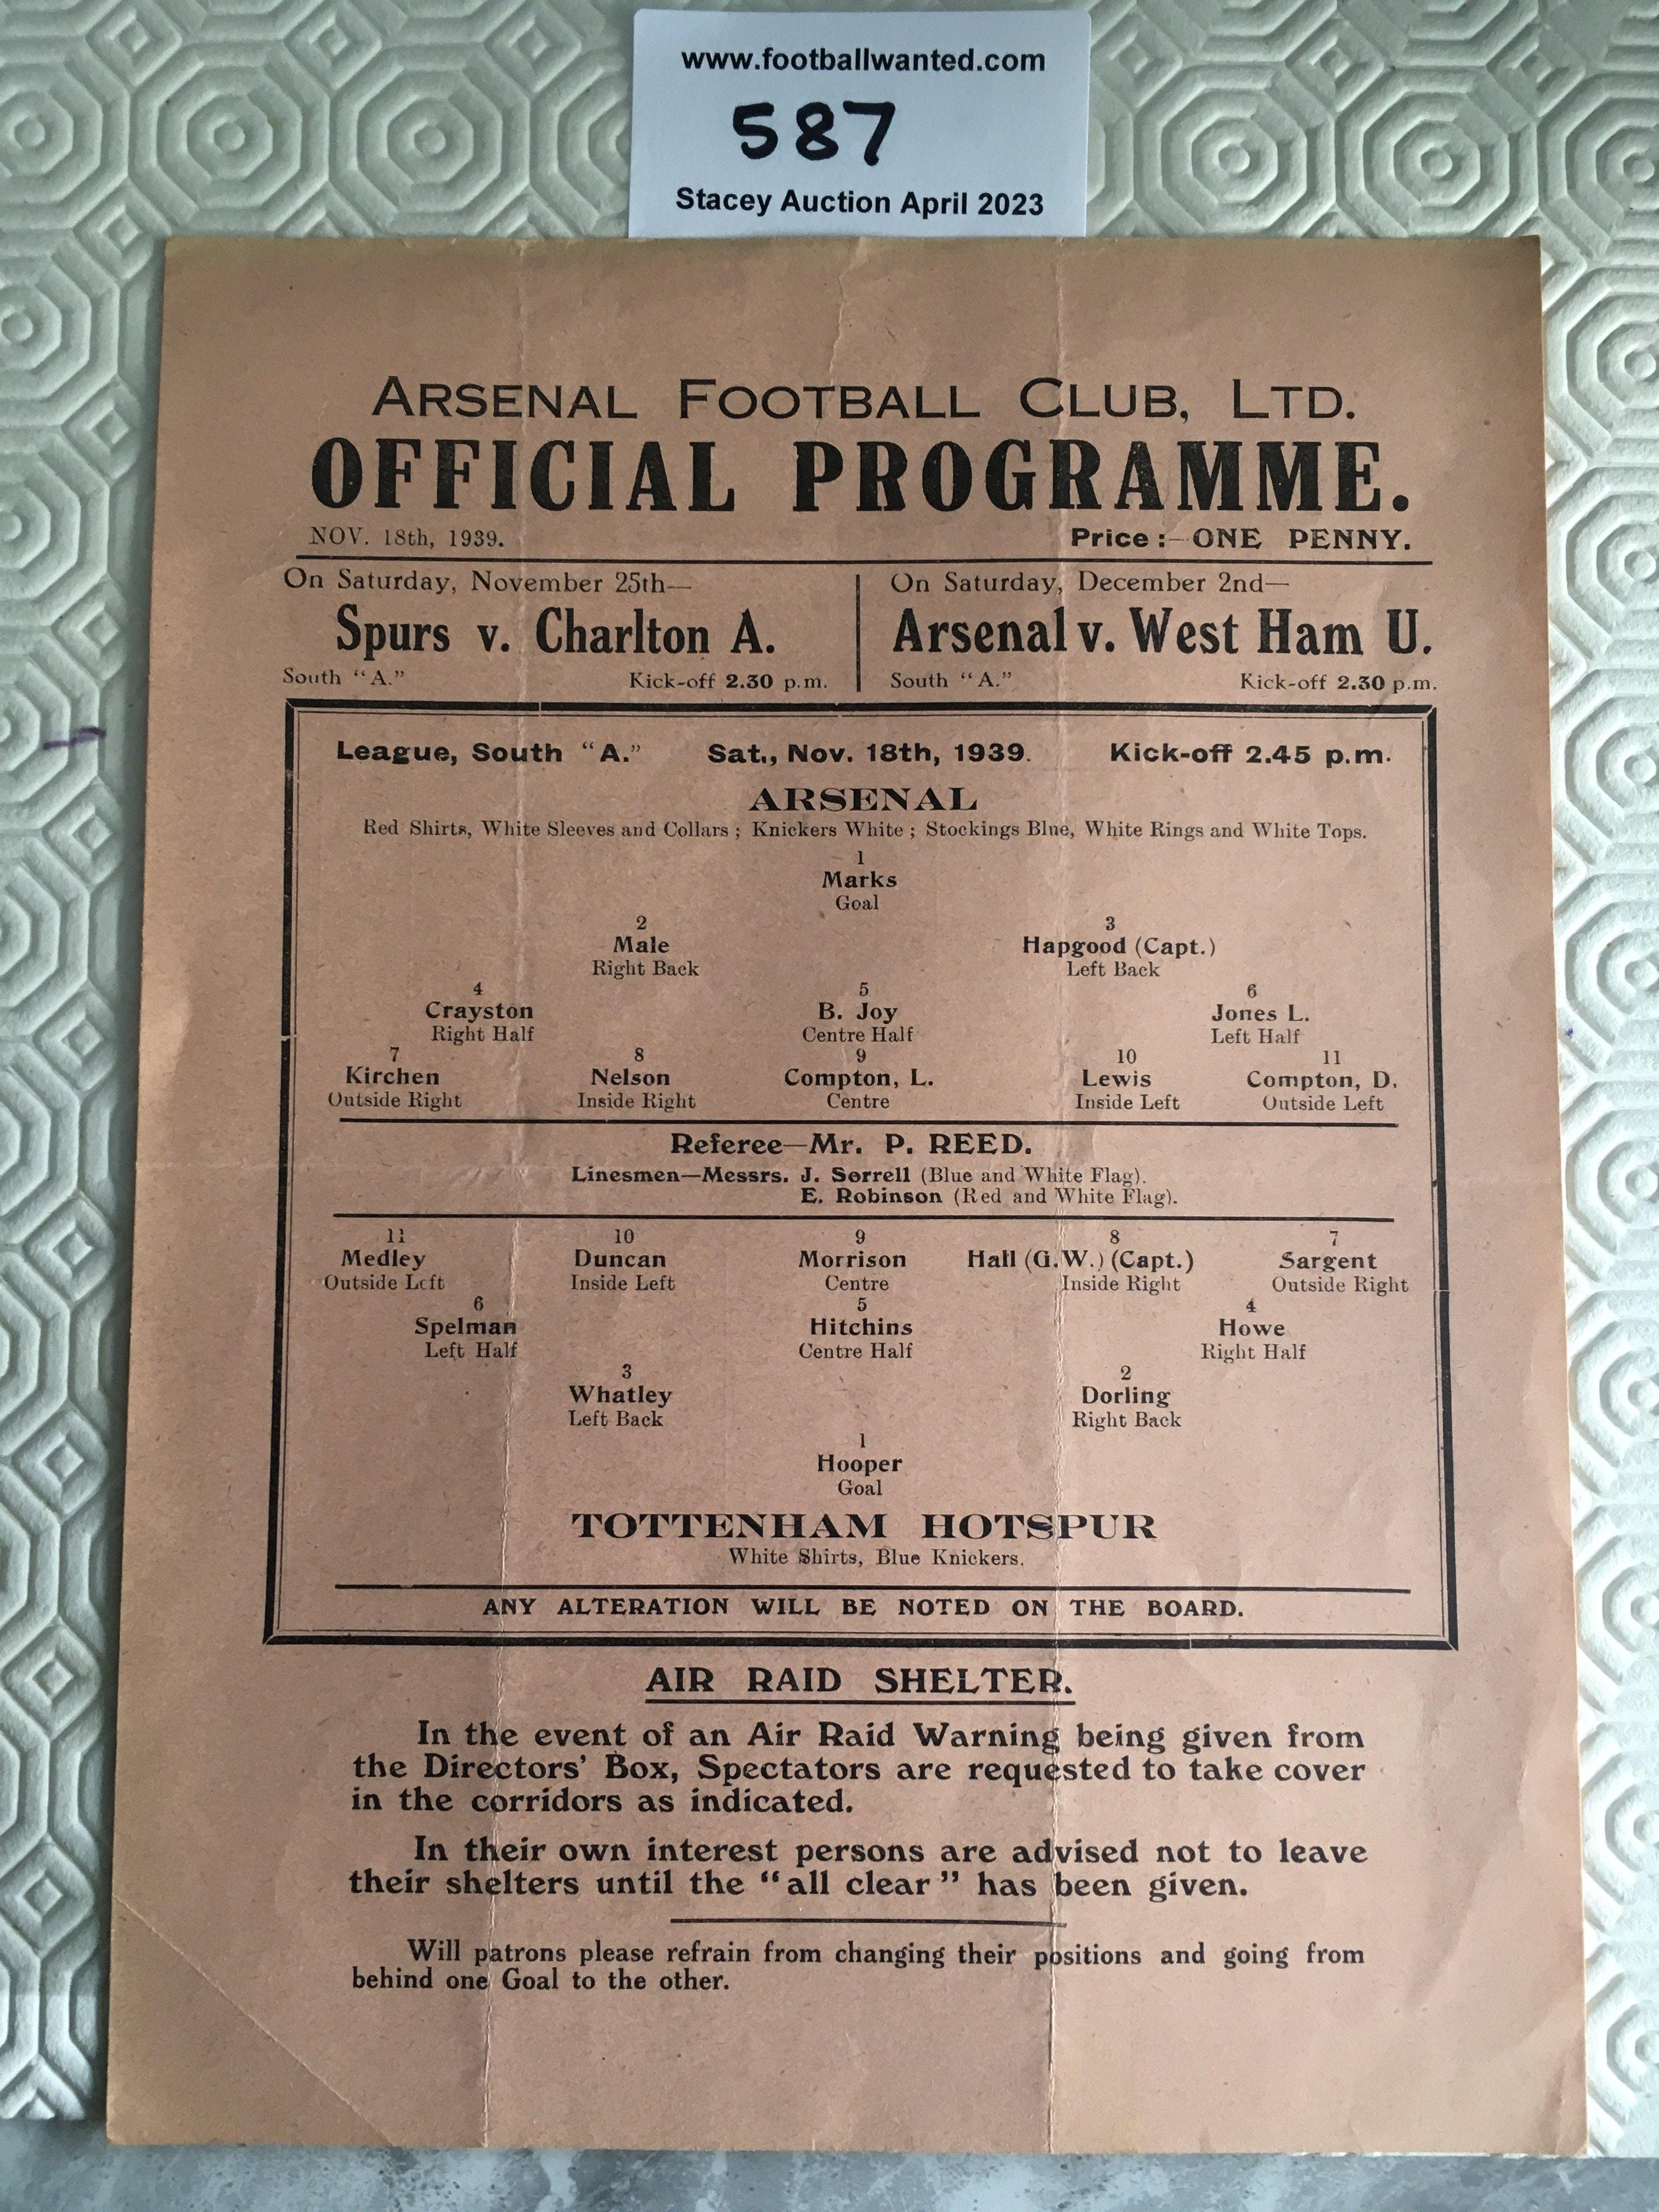 www.footballwanted.com
587
Stacey Auction April 2023
ARSENAL FOOTBALL CLUB, LTD.
OFFICIAL PROGRAMME.
NOV. 18th, 1939. Price :- ONE PENNY.
On Saturday, November 25th— On Saturday, December 2nd—
Spurs v. Charlton A. Arsenal v. West Ham U.
South "A." Kick-off 2.30 p.m. South "A." Kick-off 2.30 p.m.
League, South "A." Sat., Nov. 18th, 1939. Kick-off 2.45 p.m.
ARSENAL
Red Shirts, White Sleeves and Collars ; Knickers White ; Stockings Blue, White Rings and White Tops.
1
Marks
Goal
2 3
Male Hapgood (Capt.)
Right Back Left Back
4 5 6
Crayston B. Joy Jones L.
Right Half Centre Half Left Half
7 8 9 10 11
Kirchen Nelson Compton, L. Lewis Compton, D.
Outside Right Inside Right Centre Inside Left Outside Left
Referee—Mr. P. REED.
Linesmen—Messrs. J. Sorrell (Blue and White Flag).
E. Robinson (Red and White Flag).
11 10 9 8 7
Medley Duncan Morrison Hall (G.W.) (Capt.) Sargent
Outside Left Inside Left Centre Inside Right Outside Right
6 5 4
Spelman Hitchins Howe
Left Half Centre Half Right Half
3 2
Whatley Dorling
Left Back Right Back
1
Hooper
Goal
TOTTENHAM HOTSPUR
White Shirts, Blue Knickers.
ANY ALTERATION WILL BE NOTED ON THE BOARD.
AIR RAID SHELTER.
In the event of an Air Raid Warning being given from
the Directors' Box, Spectators are requested to take cover
in the corridors as indicated.
In their own interest persons are advised not to leave
their shelters until the "all clear" has been given.
Will patrons please refrain from changing their positions and going from
behind one Goal to the other.